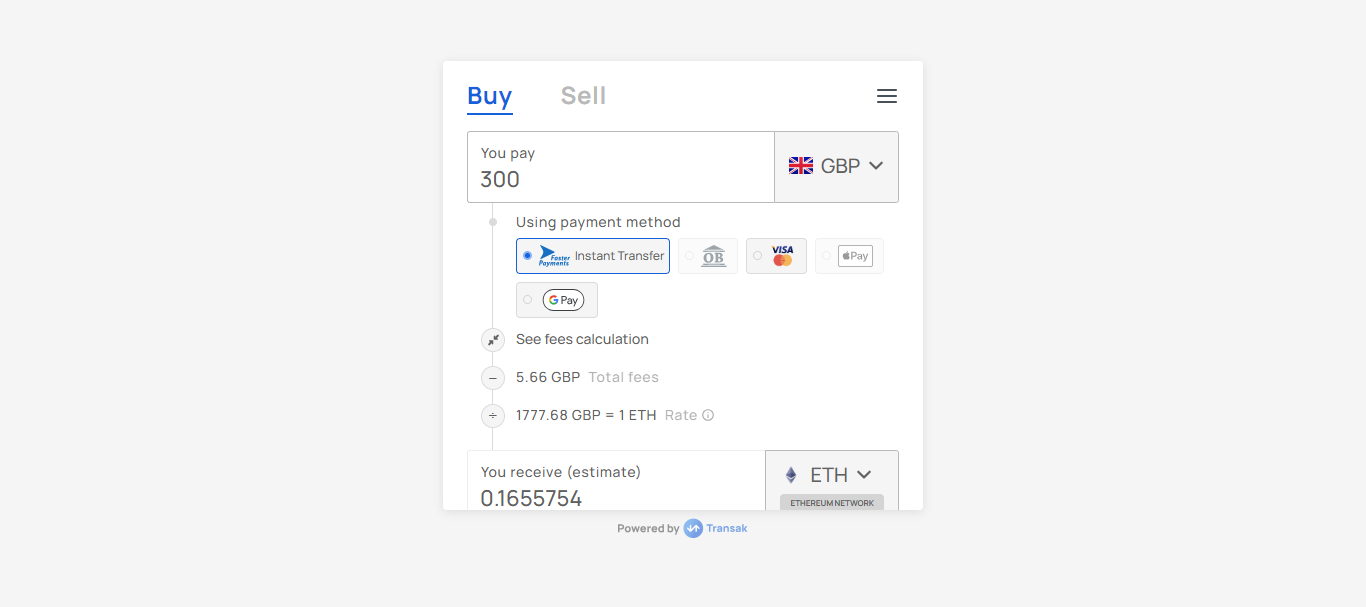 Buy Sell
You pay
300
GBP
Using payment method
Faster Payments Instant Transfer
OB
VISA
Pay
G Pay
See fees calculation
5.66 GBP Total fees
1777.68 GBP = 1 ETH Rate
You receive (estimate)
0.1655754
ETH
ETHEREUM NETWORK
Powered by Transak